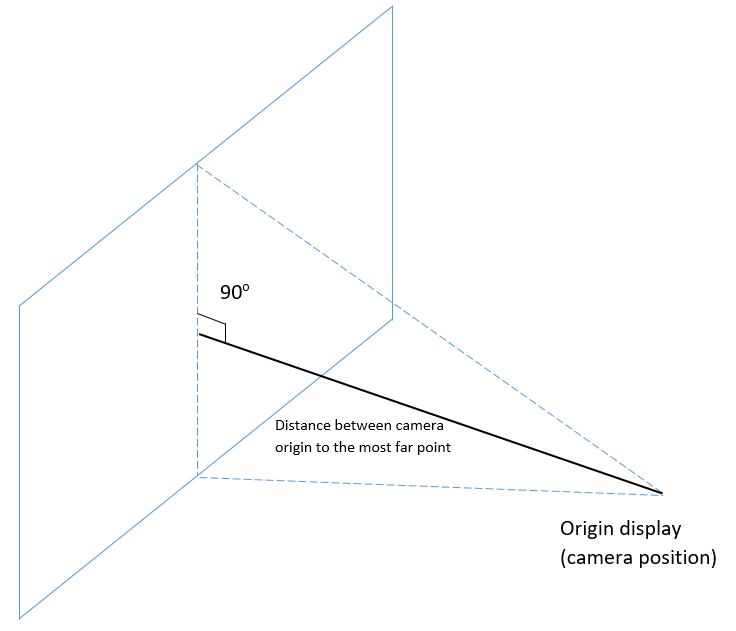 90º
Distance between camera
origin to the most far point
Origin display
(camera position)